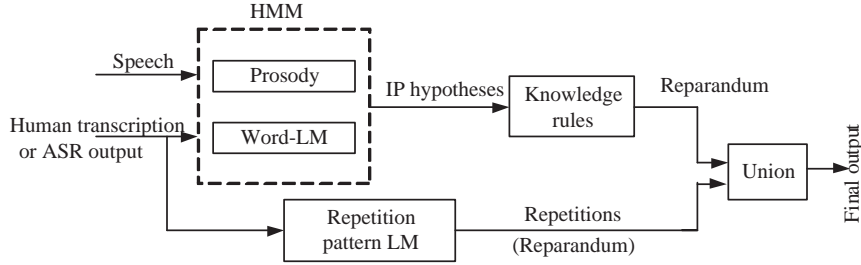 HMM
Speech
Prosody
Human transcription
or ASR output
Word-LM
IP hypotheses
Knowledge
rules
Reparandum
Union
Final output
Repetition
pattern LM
Repetitions
(Reparandum)